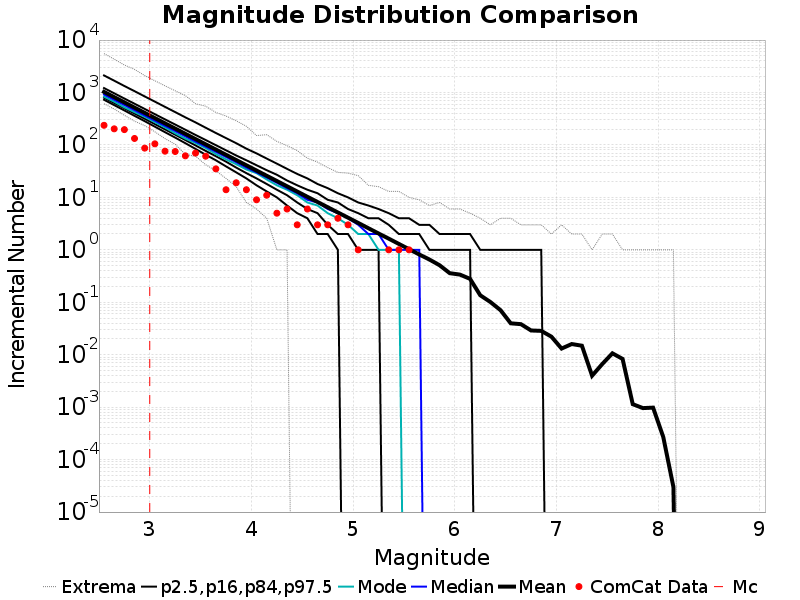 Magnitude Distribution Comparison
10^4
10^3
10^2
10^1
10^0
10^-1
10^-2
10^-3
10^-4
10^-5
Incremental Number
3 4 5 6 7 8 9
Magnitude
Extrema p2.5,p16,p84,p97.5 Mode Median Mean ComCat Data Mc